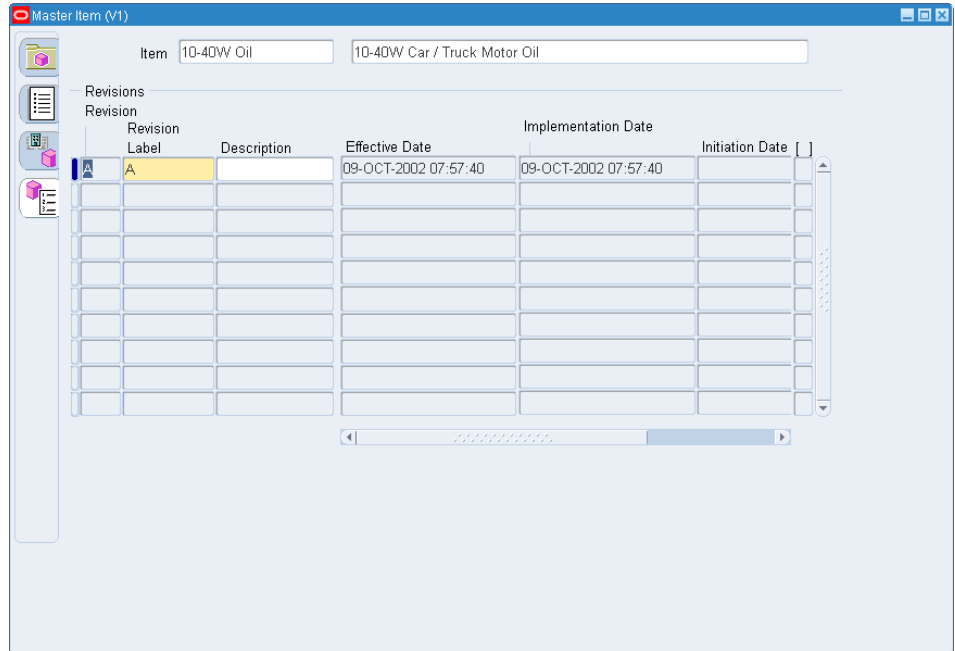 Master Item (V1)
Item 10-40W Oil 10-40W Car / Truck Motor Oil
Revisions
Revision
Revision
Label
Description
Effective Date
Implementation Date
Initiation Date
[ ]
A A 09-OCT-2002 07:57:40 09-OCT-2002 07:57:40